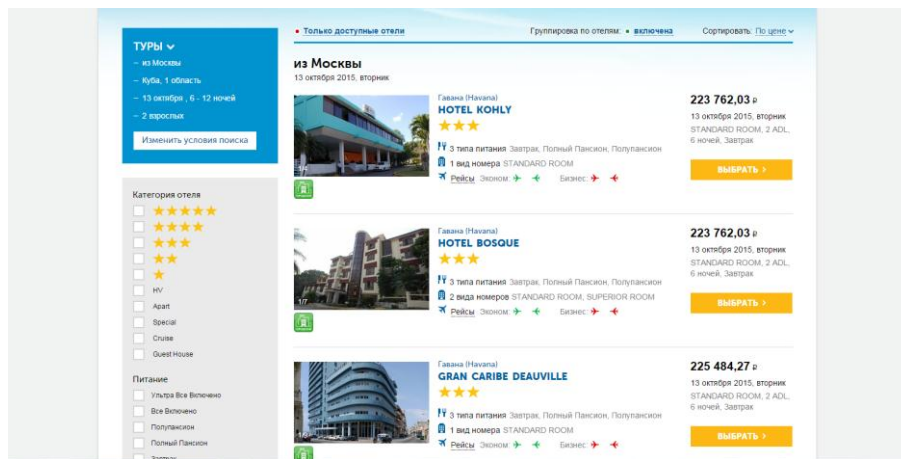 • Только доступные отели
Группировка по отелям: • включена
Сортировать: По цене
ТУРЫ
– из Москвы
– Куба, 1 область
– 13 октября , 6 - 12 ночей
– 2 взрослых
Изменить условия поиска
Категория отеля
HV
Apart
Special
Cruise
Guest House
Питание
Ультра Все Включено
Все Включено
Полупансион
Полный Пансион
Завтрак
из Москвы
13 октября 2015, вторник
1/4
Гавана (Havana)
HOTEL KOHLY
3 типа питания Завтрак, Полный Пансион, Полупансион
1 вид номера STANDARD ROOM
Рейсы Эконом: Бизнес:
223 762,03 ₽
13 октября 2015, вторник
STANDARD ROOM, 2 ADL,
6 ночей, Завтрак
ВЫБРАТЬ ›
1/7
Гавана (Havana)
HOTEL BOSQUE
3 типа питания Завтрак, Полный Пансион, Полупансион
2 вида номеров STANDARD ROOM, SUPERIOR ROOM
Рейсы Эконом: Бизнес:
223 762,03 ₽
13 октября 2015, вторник
STANDARD ROOM, 2 ADL,
6 ночей, Завтрак
ВЫБРАТЬ ›
1/3
Гавана (Havana)
GRAN CARIBE DEAUVILLE
3 типа питания Завтрак, Полный Пансион, Полупансион
1 вид номера STANDARD ROOM
Рейсы Эконом: Бизнес:
225 484,27 ₽
13 октября 2015, вторник
STANDARD ROOM, 2 ADL,
6 ночей, Завтрак
ВЫБРАТЬ ›